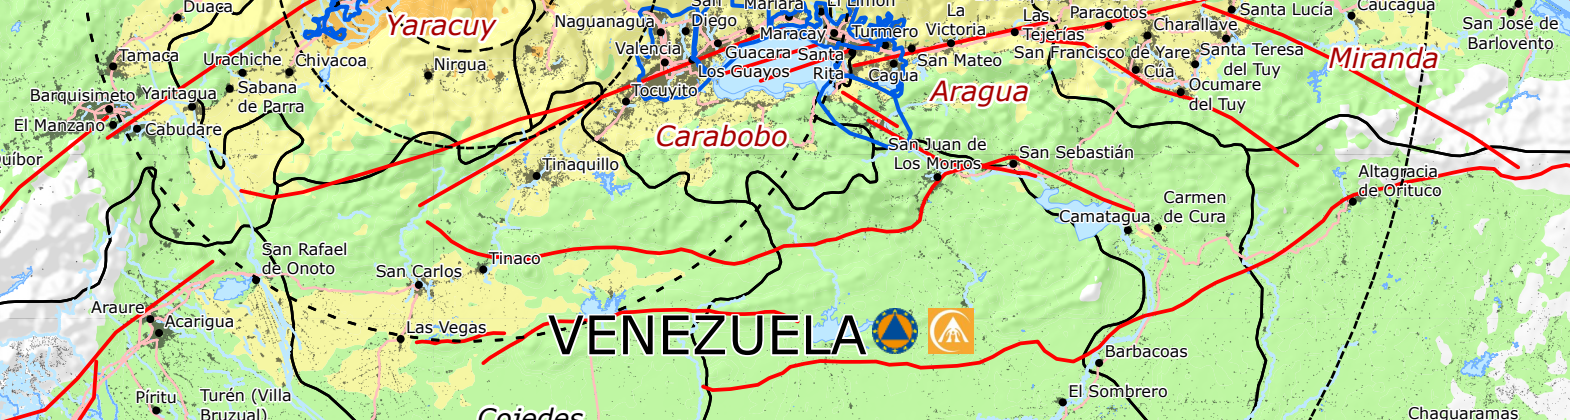 Duaca
Yaracuy
Naguanagua
San
Diego
Mariara
El Limón
La
Victoria
Las
Tejerías
Paracotos
Charallave
Santa Lucía
Caucagua
San José de
Barlovento
Tamaca
Urachiche
Chivacoa
Nirgua
Valencia
Guacara
Maracay
Turmero
Santa
Rita
San Mateo
San Francisco de Yare
Santa Teresa
del Tuy
Miranda
Barquisimeto
Yaritagua
Sabana
de Parra
Los Guayos
Tocuyito
Cagua
Aragua
Cúa
Ocumare
del Tuy
El Manzano
Cabudare
Carabobo
San Juan de
Los Morros
San Sebastián
Tinaquillo
Altagracia
de Orituco
Carmen
de Cura
Camatagua
San Rafael
de Onoto
San Carlos
Tinaco
Araure
Acarigua
Las Vegas
VENEZUELA
Barbacoas
El Sombrero
Píritu
Turén (Villa
Bruzual)
Cojedes
Chaguaramas